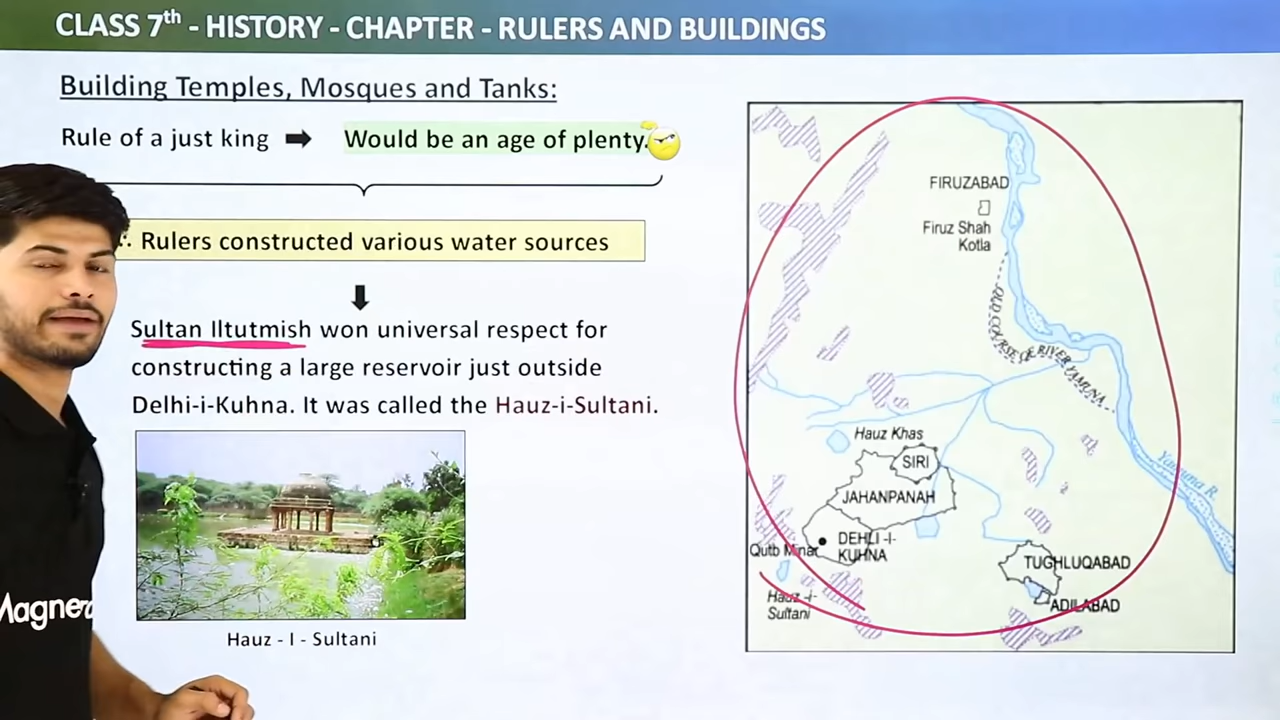 CLASS 7th - HISTORY - CHAPTER - RULERS AND BUILDINGS
Building Temples, Mosques and Tanks:
Rule of a just king ➡ Would be an age of plenty.
∴ Rulers constructed various water sources
Sultan Iltutmish won universal respect for
constructing a large reservoir just outside
Delhi-i-Kuhna. It was called the Hauz-i-Sultani.
Hauz - I - Sultani
FIRUZABAD
Firuz Shah
Kotla
OLD COURSE OF RIVER YAMUNA
Hauz Khas
SIRI
JAHANPANAH
DEHLI -I-
KUHNA
Qutb Minar
Hauz -i-
Sultani
TUGHLUQABAD
ADILABAD
Yamuna R.